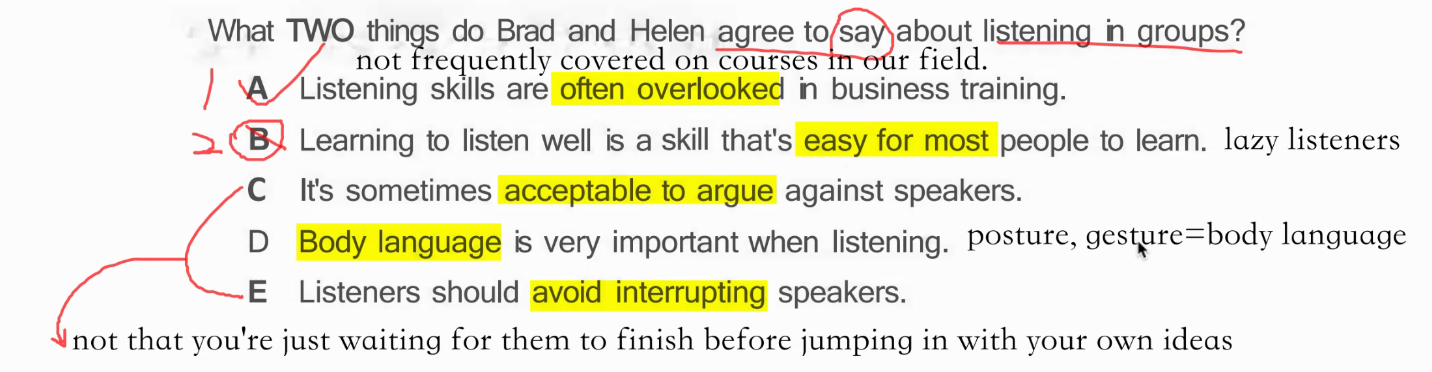 What TWO things do Brad and Helen agree to say about listening in groups?
not frequently covered on courses in our field.
1 A Listening skills are often overlooked in business training.
2 B Learning to listen well is a skill that's easy for most people to learn. lazy listeners
C It's sometimes acceptable to argue against speakers.
D Body language is very important when listening. posture, gesture=body language
E Listeners should avoid interrupting speakers.
not that you're just waiting for them to finish before jumping in with your own ideas